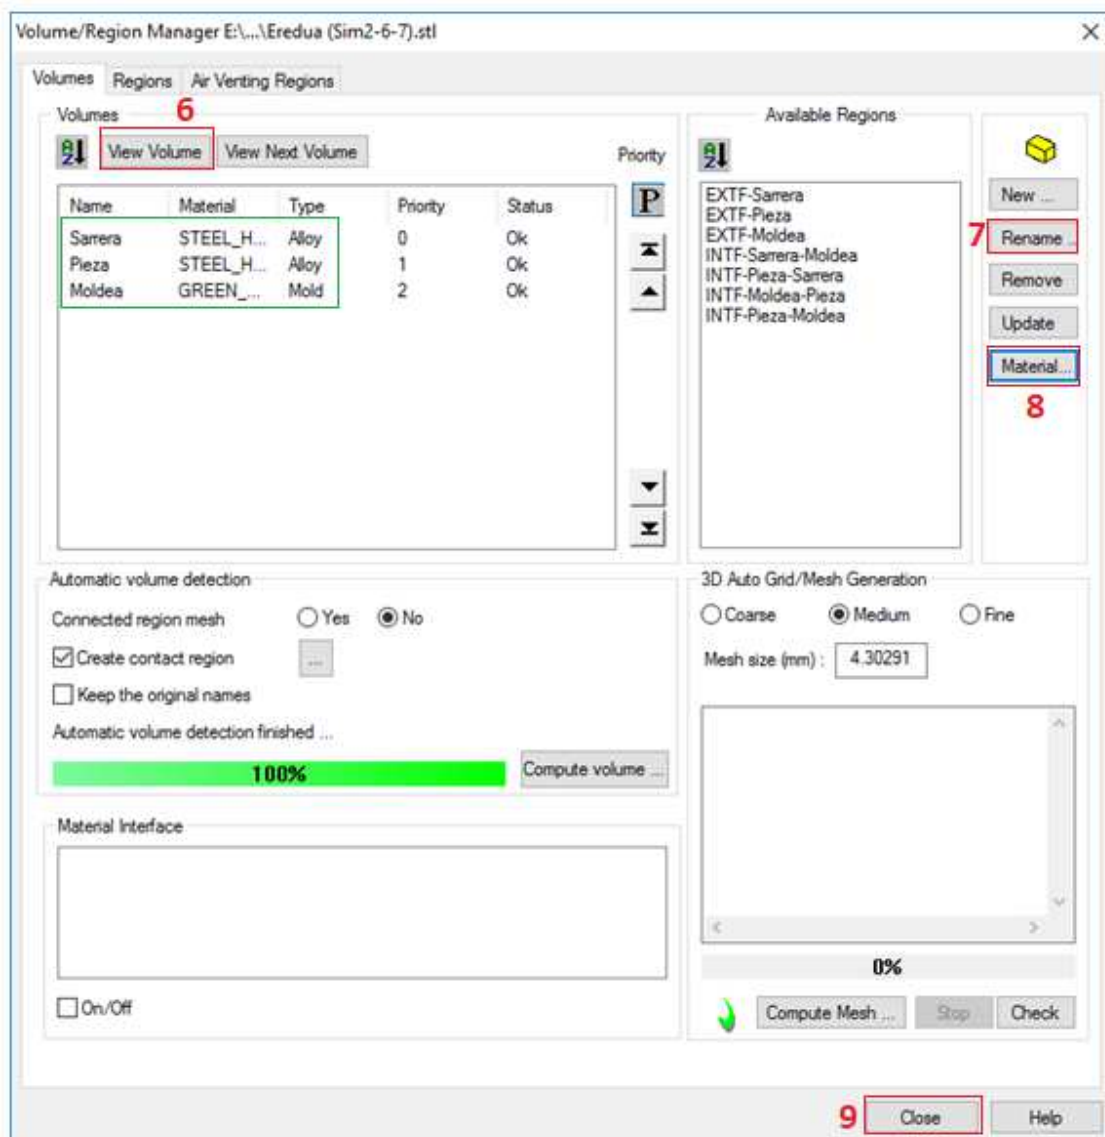 Volume/Region Manager E:\...\Eredua (Sim2-6-7).stl
Volumes Regions Air Venting Regions
6
Volumes
View Volume View Next Volume
Priority
P
Name Material Type Priority Status
Sarrera STEEL_H... Alloy 0 Ok
Pieza STEEL_H... Alloy 1 Ok
Moldea GREEN_... Mold 2 Ok
Available Regions
EXTF-Sarrera
EXTF-Pieza
EXTF-Moldea
INTF-Sarrera-Moldea
INTF-Pieza-Sarrera
INTF-Moldea-Pieza
INTF-Pieza-Moldea
New ...
7 Rename ..
Remove
Update
Material...
8
Automatic volume detection
Connected region mesh Yes No
Create contact region ...
Keep the original names
Automatic volume detection finished ...
100% Compute volume ...
3D Auto Grid/Mesh Generation
Coarse Medium Fine
Mesh size (mm) : 4.30291
Material Interface
On/Off
0%
Compute Mesh ... Stop Check
9 Close Help